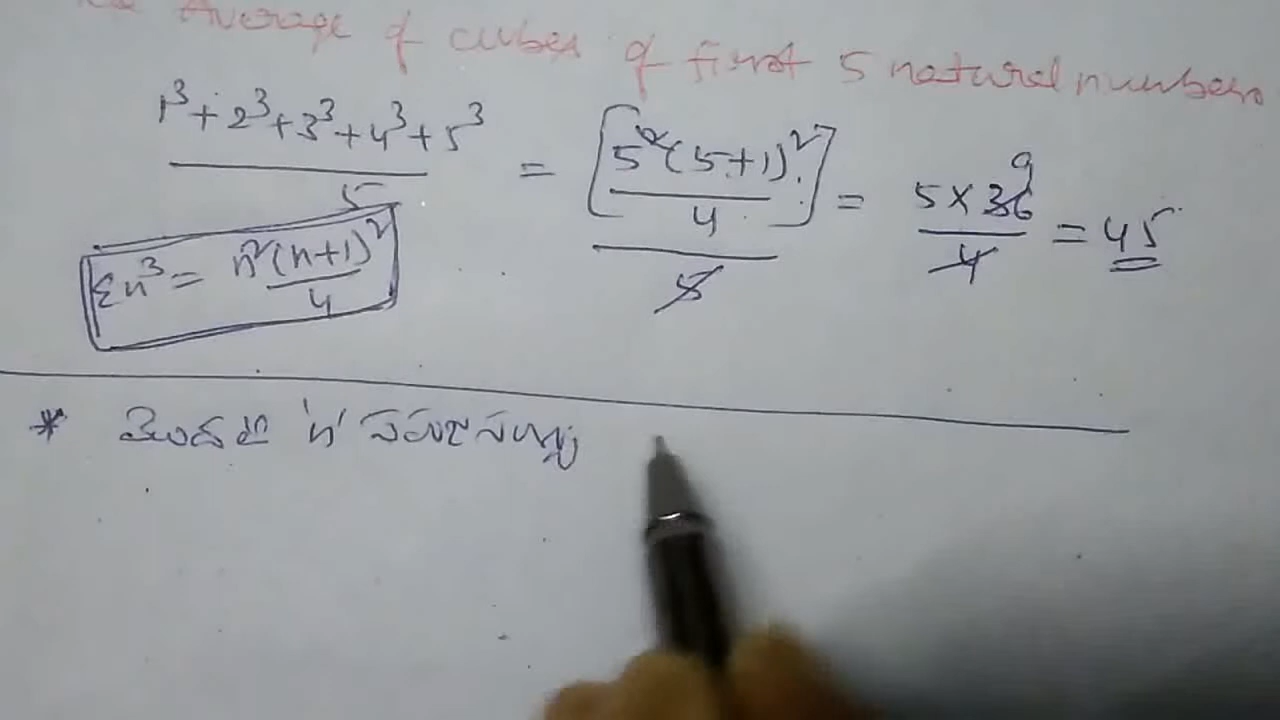 Average of cubes of first 5 natural numbers
1³+2³+3³+4³+5³ / 5 = [5²(5+1)² / 4] / 5 = 5×36 / 4 = 45
9
Σn³ = n²(n+1)² / 4
* ಮೊದಲ 'n'